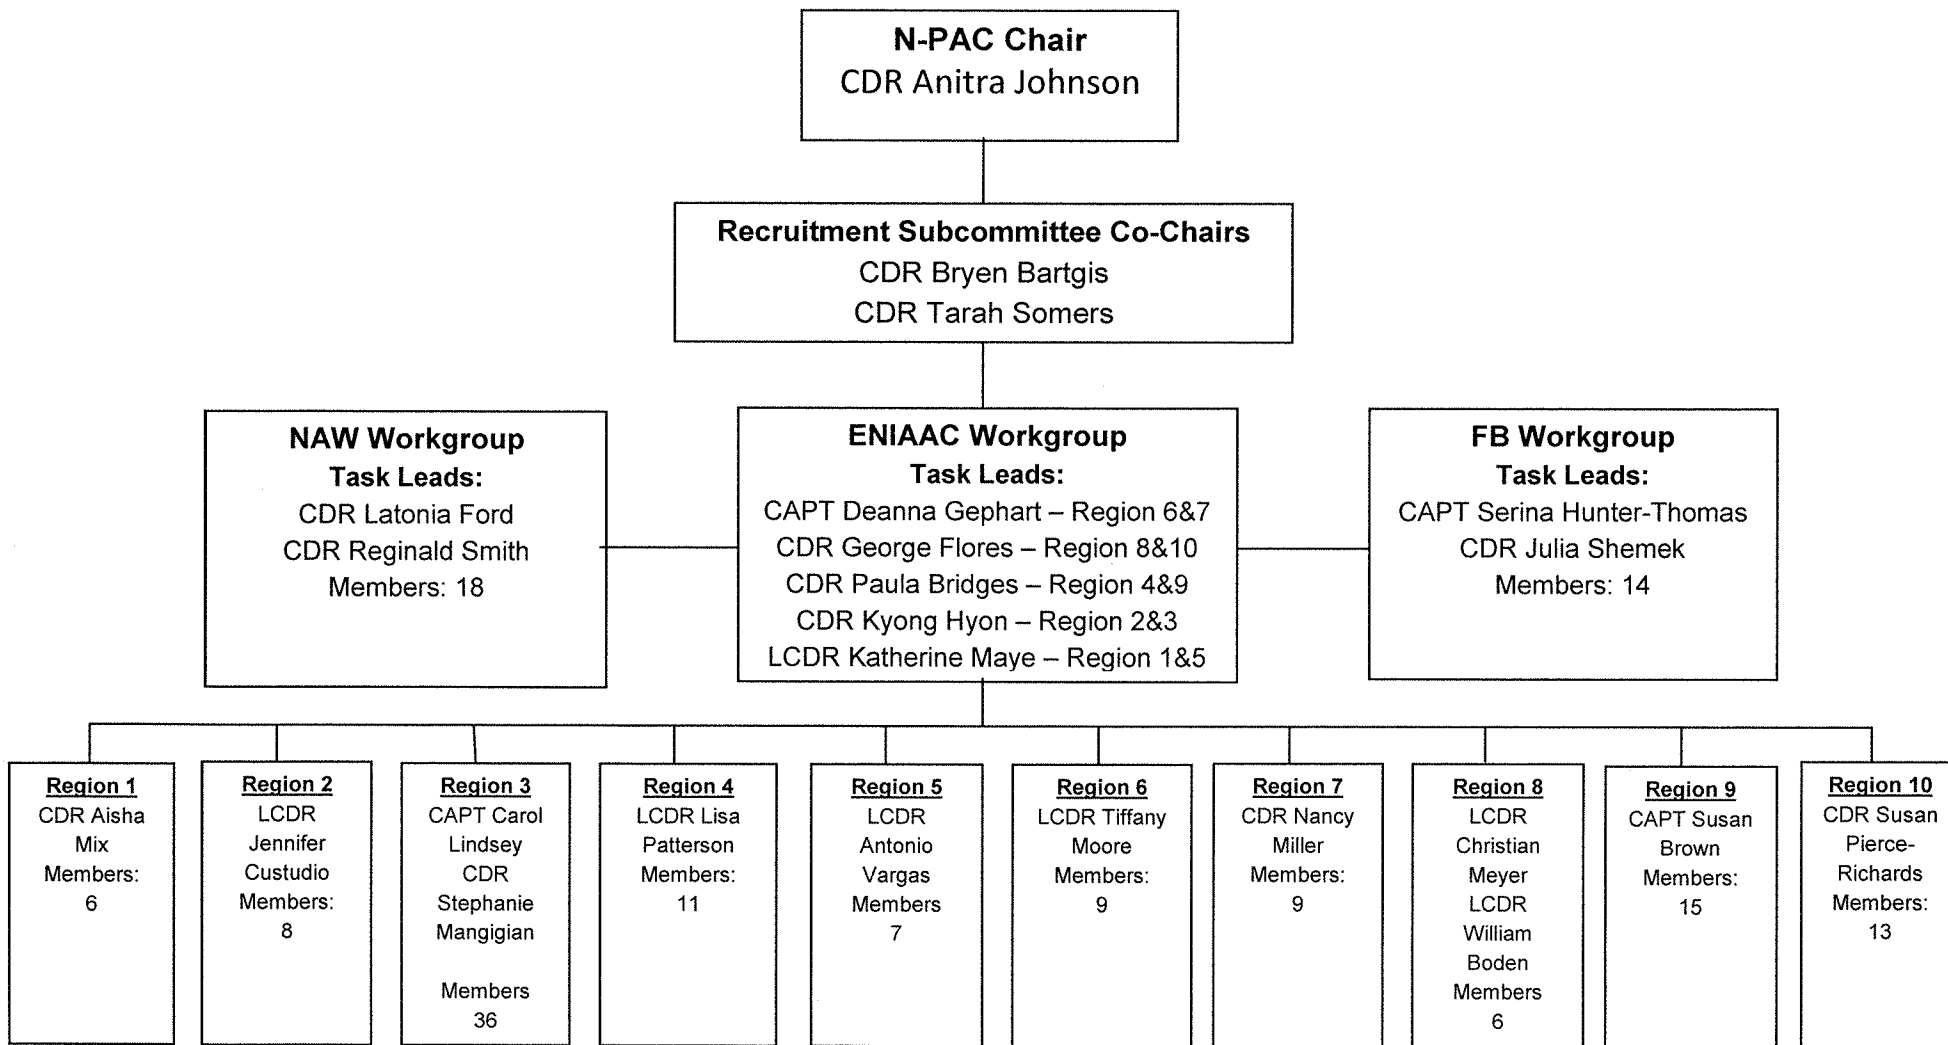 N-PAC Chair
CDR Anitra Johnson
Recruitment Subcommittee Co-Chairs
CDR Bryen Bartgis
CDR Tarah Somers
NAW Workgroup
Task Leads:
CDR Latonia Ford
CDR Reginald Smith
Members: 18
ENIAAC Workgroup
Task Leads:
CAPT Deanna Gephart – Region 6&7
CDR George Flores – Region 8&10
CDR Paula Bridges – Region 4&9
CDR Kyong Hyon – Region 2&3
LCDR Katherine Maye – Region 1&5
FB Workgroup
Task Leads:
CAPT Serina Hunter-Thomas
CDR Julia Shemek
Members: 14
Region 1
CDR Aisha
Mix
Members:
6
Region 2
LCDR
Jennifer
Custudio
Members:
8
Region 3
CAPT Carol
Lindsey
CDR
Stephanie
Mangigian
Members
36
Region 4
LCDR Lisa
Patterson
Members:
11
Region 5
LCDR
Antonio
Vargas
Members
7
Region 6
LCDR Tiffany
Moore
Members:
9
Region 7
CDR Nancy
Miller
Members:
9
Region 8
LCDR
Christian
Meyer
LCDR
William
Boden
Members
6
Region 9
CAPT Susan
Brown
Members:
15
Region 10
CDR Susan
Pierce-
Richards
Members:
13